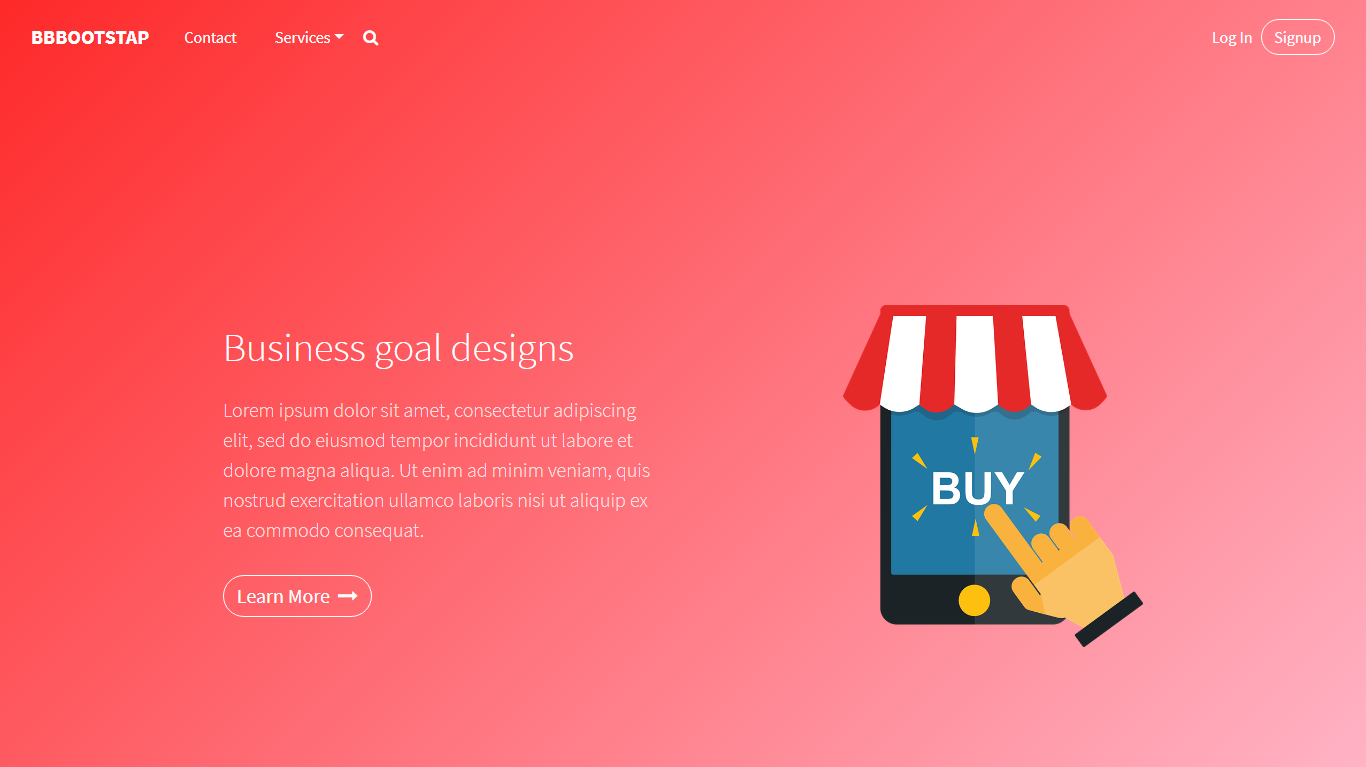 BBBOOTSTAP Contact Services Log In Signup
Business goal designs
Lorem ipsum dolor sit amet, consectetur adipiscing
elit, sed do eiusmod tempor incididunt ut labore et
dolore magna aliqua. Ut enim ad minim veniam, quis
nostrud exercitation ullamco laboris nisi ut aliquip ex
ea commodo consequat.
Learn More
BUY